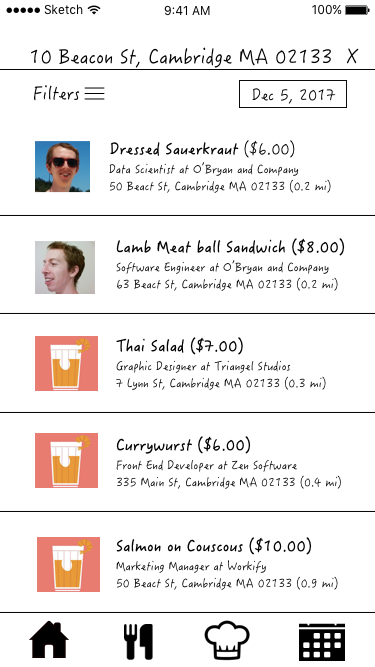 Sketch
9:41 AM
100%
10 Beacon St, Cambridge MA 02133 X
Filters
Dec 5, 2017
Dressed Sauerkraut ($6.00)
Data Scientist at O'Bryan and Company
50 Beact St, Cambridge MA 02133 (0.2 mi)
Lamb Meat ball Sandwich ($8.00)
Software Engineer at O'Bryan and Company
63 Beact St, Cambridge MA 02133 (0.2 mi)
Thai Salad ($7.00)
Graphic Designer at Triangel Studios
7 Lynn St, Cambridge MA 02133 (0.3 mi)
Currywurst ($6.00)
Front End Developer at Zen Software
335 Main St, Cambridge MA 02133 (0.4 mi)
Salmon on Couscous ($10.00)
Marketing Manager at Workify
50 Beact St, Cambridge MA 02133 (0.9 mi)